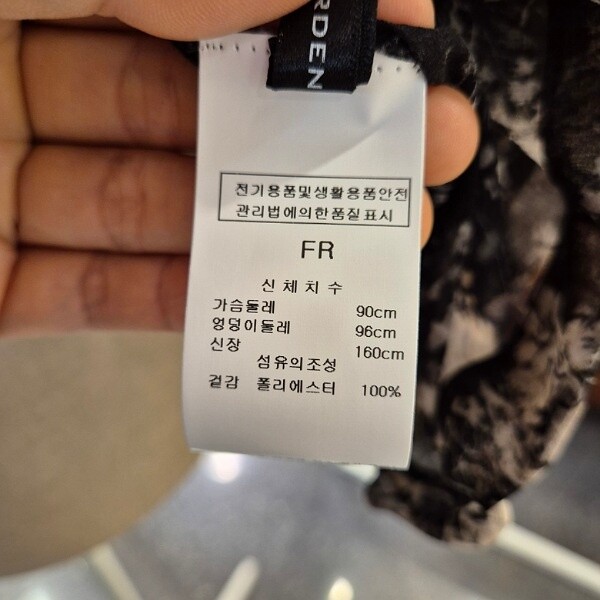 RDEN
전기용품및생활용품안전
관리법에의한품질표시
FR
신체치수
가슴둘레 90cm
엉덩이둘레 96cm
신장 160cm
섬유의조성
겉감 폴리에스터 100%